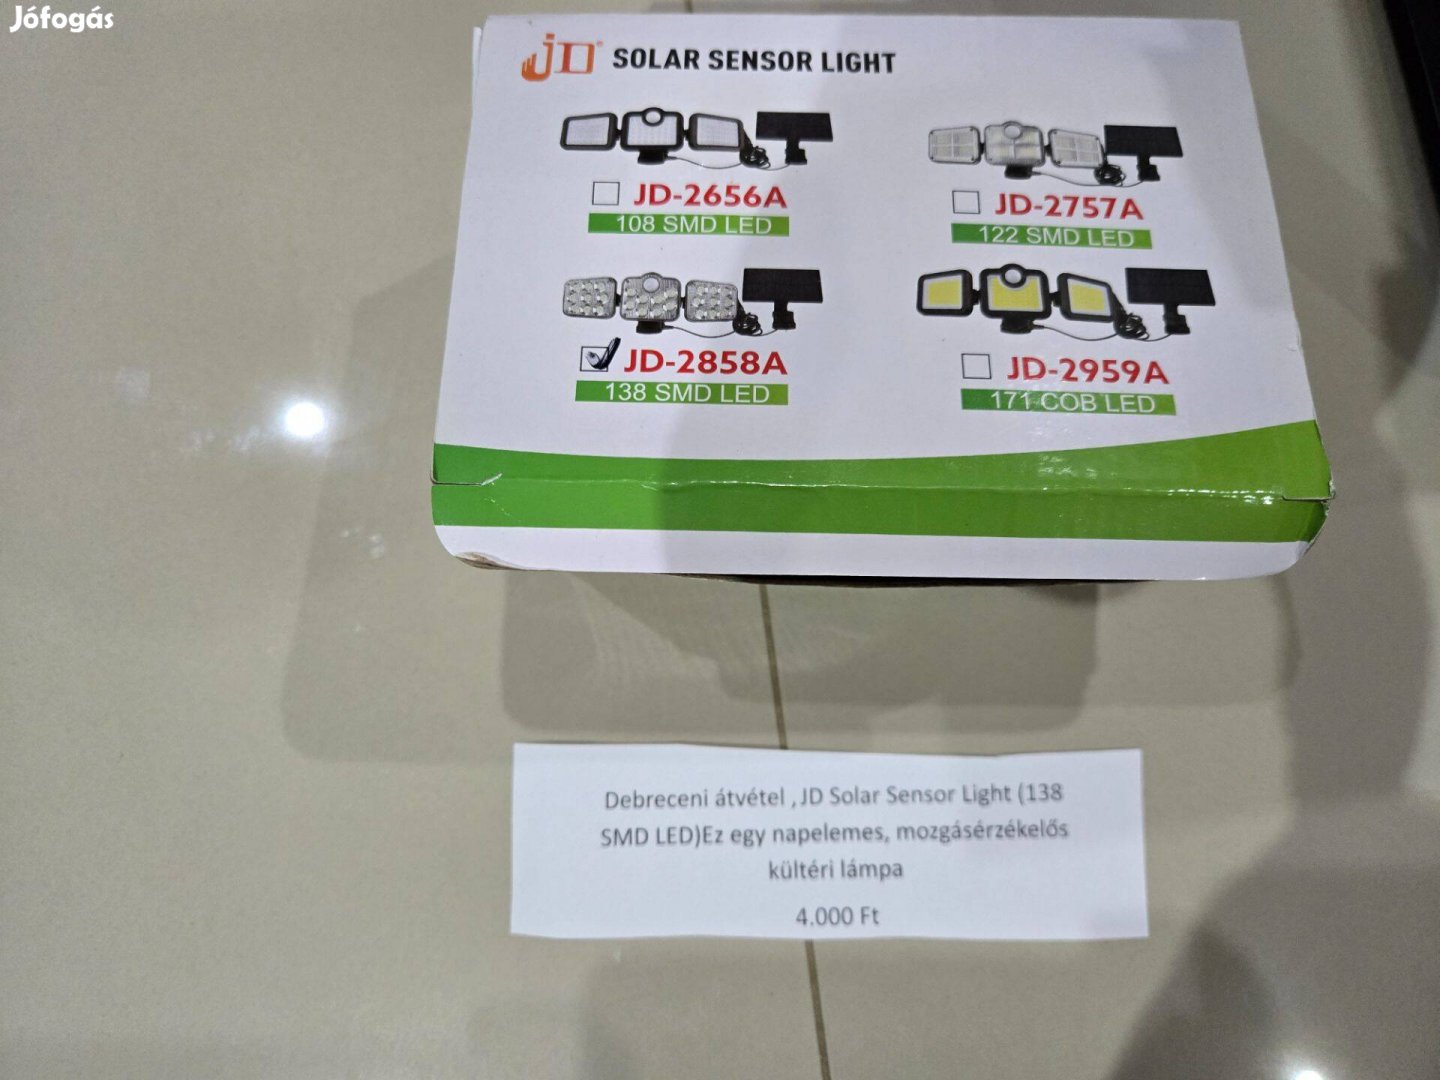 Jófogás
JD® SOLAR SENSOR LIGHT
JD-2656A
108 SMD LED
JD-2757A
122 SMD LED
JD-2858A
138 SMD LED
JD-2959A
171 COB LED
Debreceni átvétel , JD Solar Sensor Light (138
SMD LED)Ez egy napelemes, mozgásérzékelős
kültéri lámpa
4.000 Ft